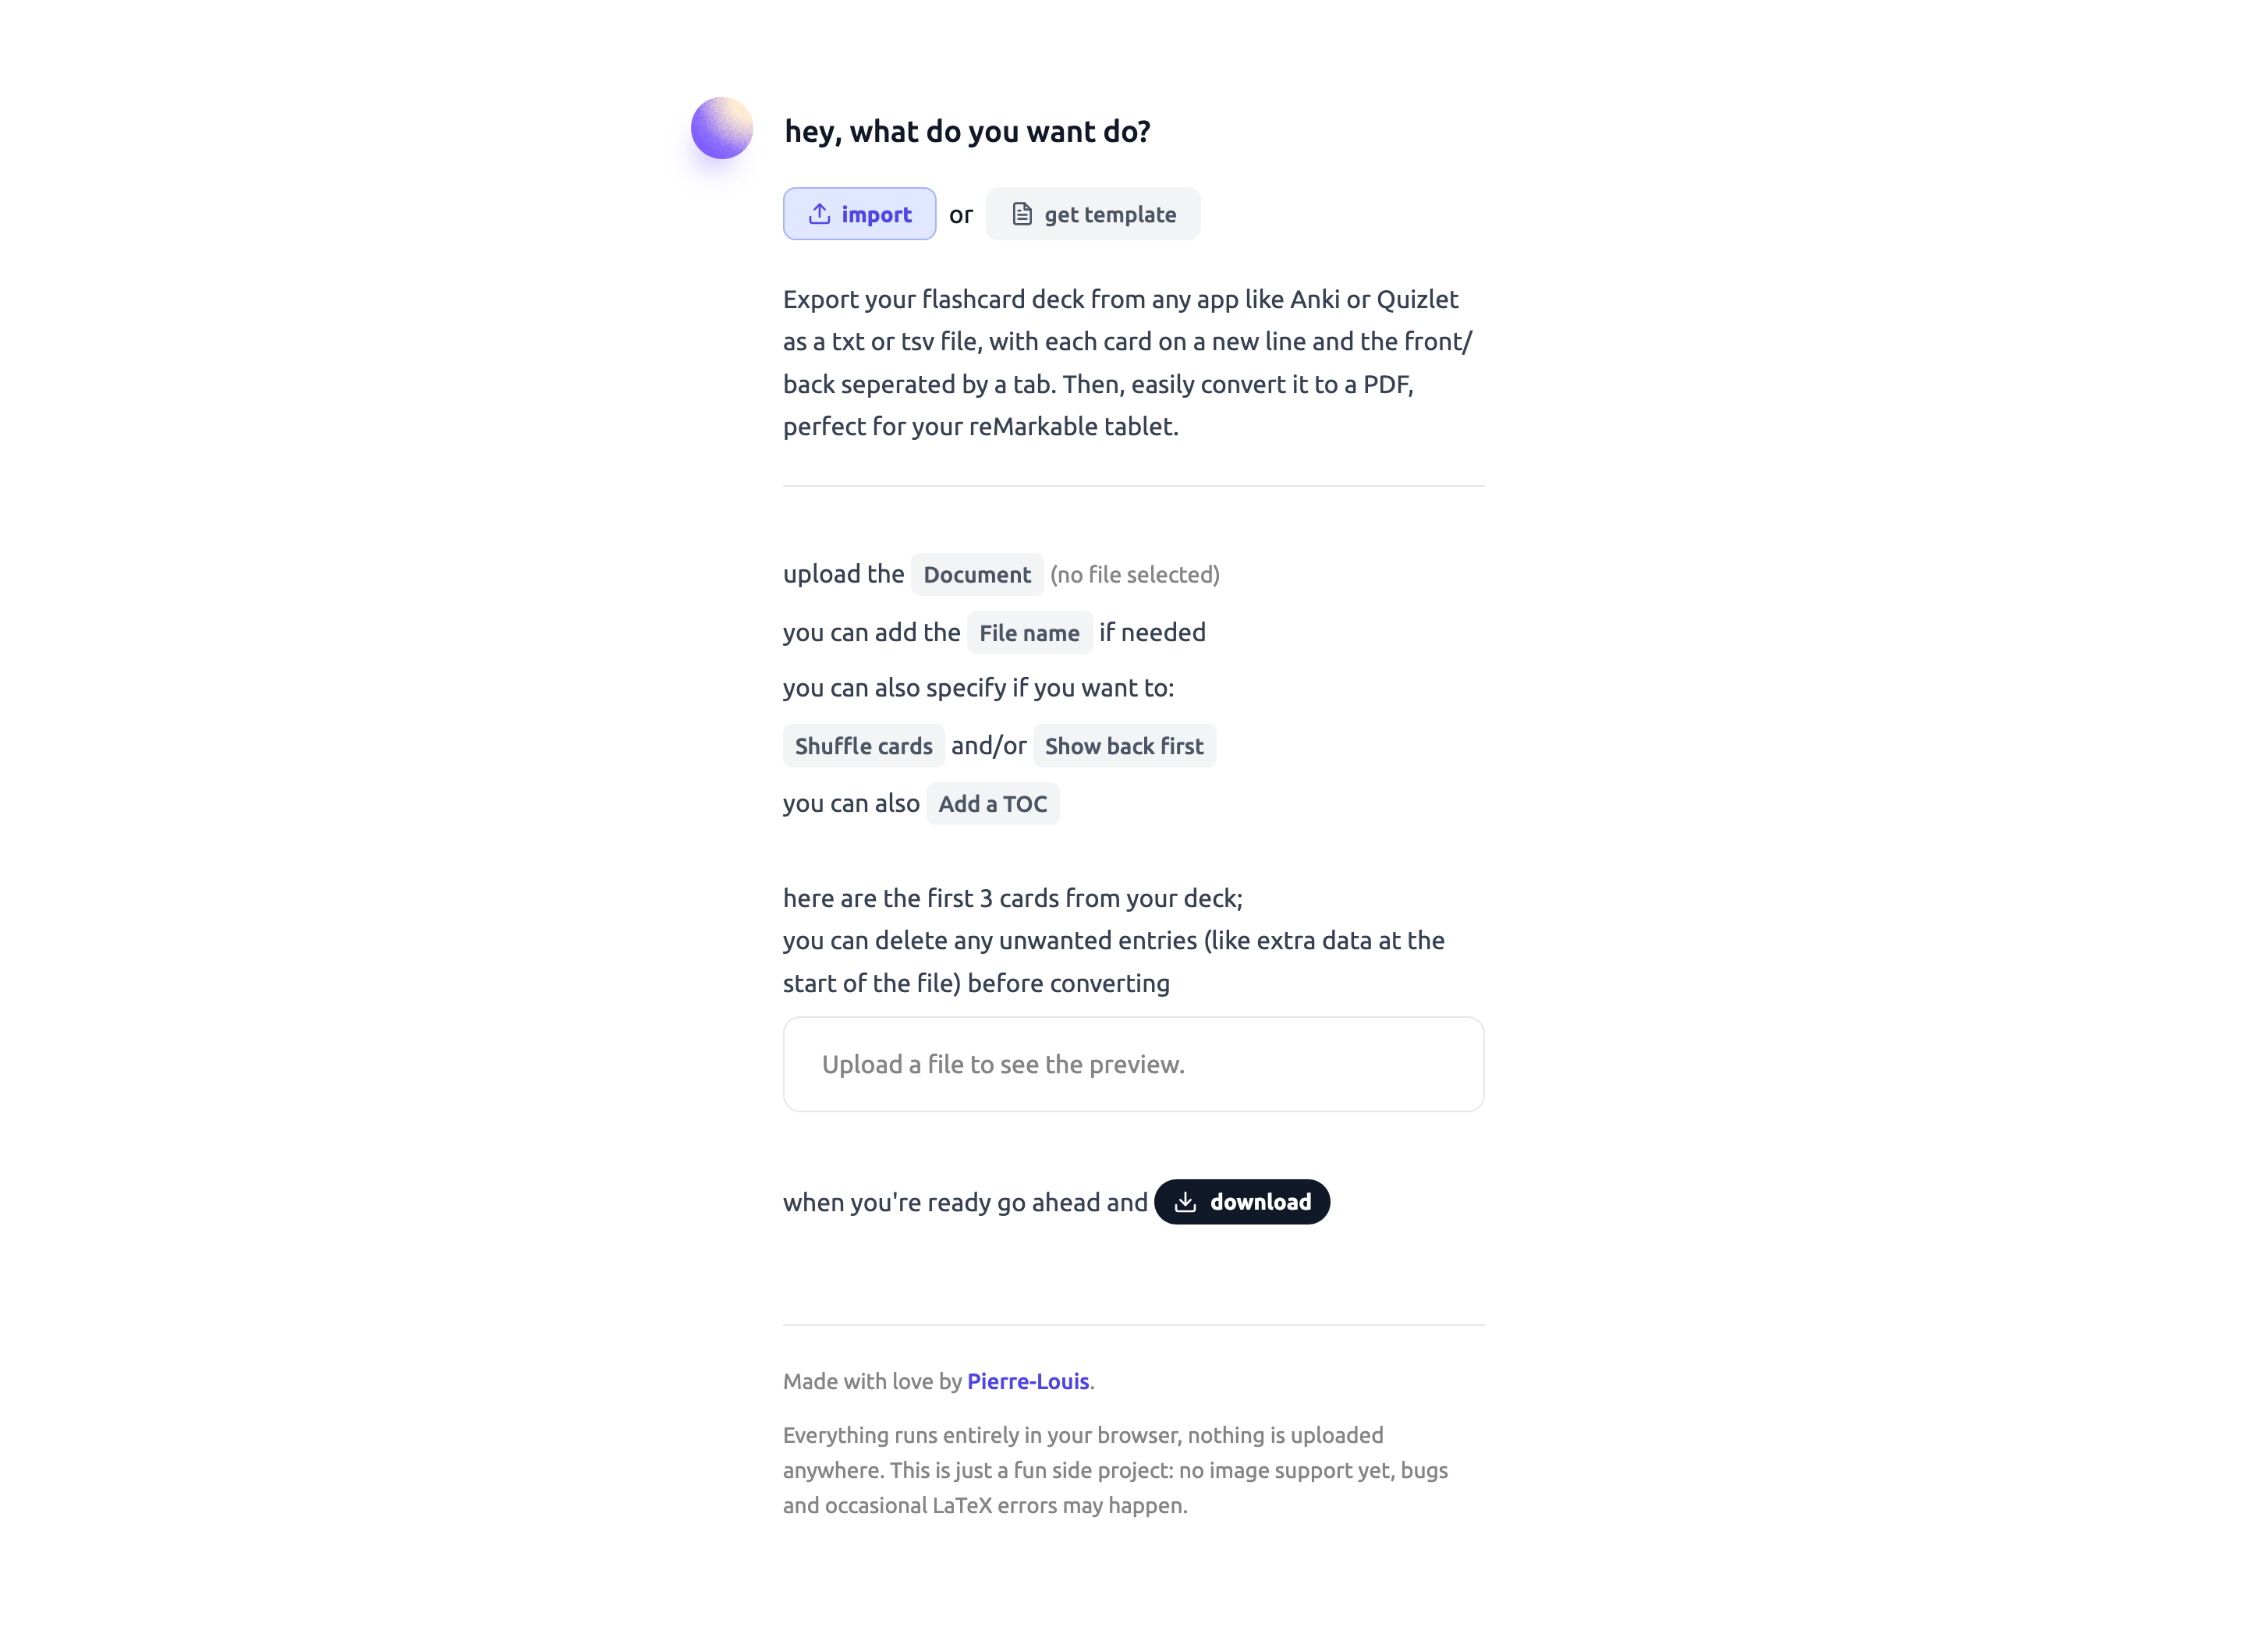 hey, what do you want do?
import or get template
Export your flashcard deck from any app like Anki or Quizlet
as a txt or tsv file, with each card on a new line and the front/
back seperated by a tab. Then, easily convert it to a PDF,
perfect for your reMarkable tablet.
upload the Document (no file selected)
you can add the File name if needed
you can also specify if you want to:
Shuffle cards and/or Show back first
you can also Add a TOC
here are the first 3 cards from your deck;
you can delete any unwanted entries (like extra data at the
start of the file) before converting
Upload a file to see the preview.
when you're ready go ahead and download
Made with love by Pierre-Louis.
Everything runs entirely in your browser, nothing is uploaded
anywhere. This is just a fun side project: no image support yet, bugs
and occasional LaTeX errors may happen.